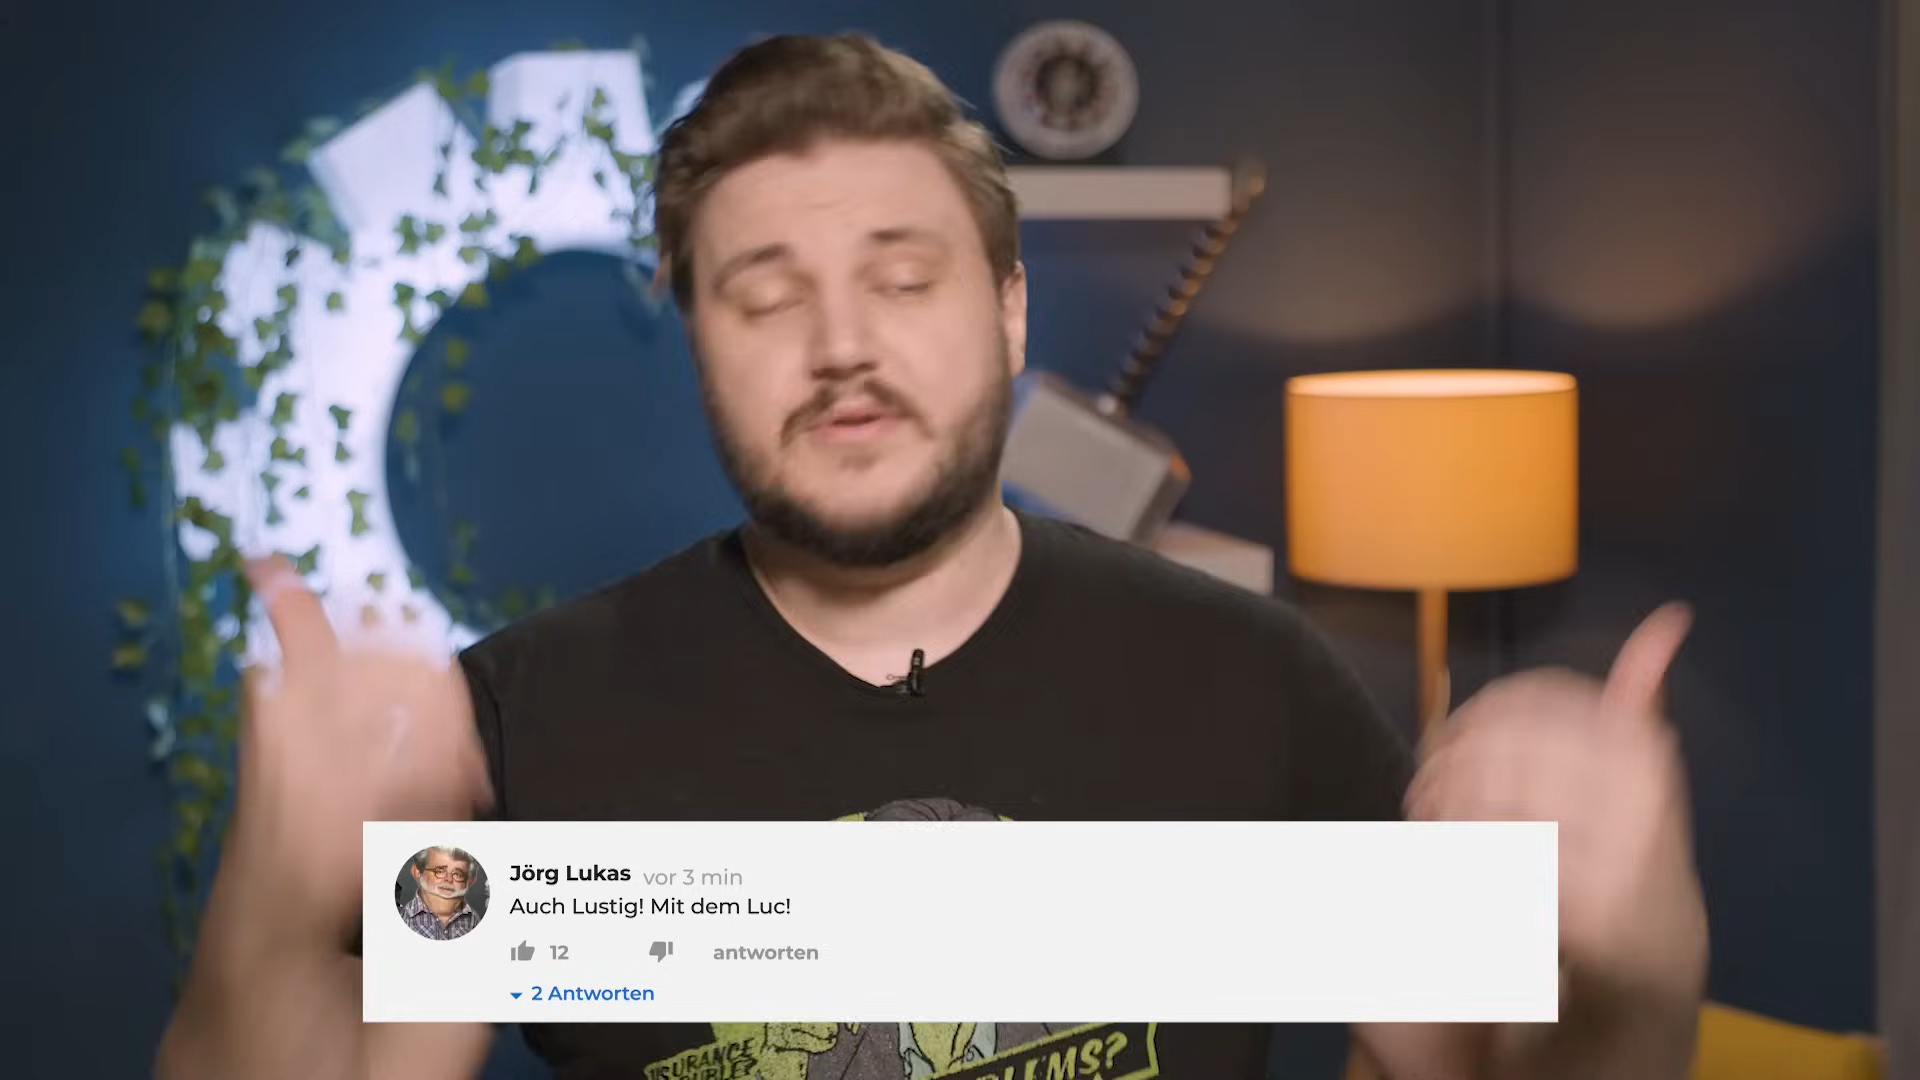 Jörg Lukas vor 3 min
Auch Lustig! Mit dem Luc!
12 antworten
2 Antworten